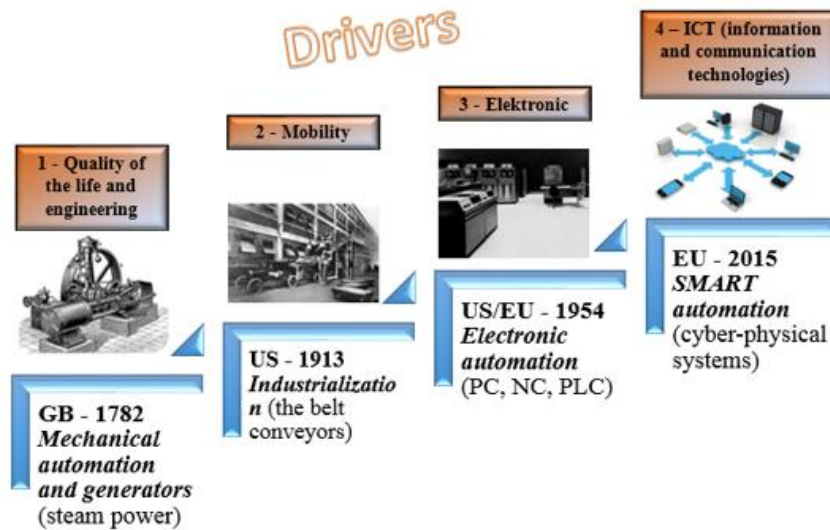 Drivers
1 - Quality of
the life and
engineering
GB - 1782
Mechanical
automation
and generators
(steam power)
2 - Mobility
US - 1913
Industrializatio
n (the belt
conveyors)
3 - Elektronic
US/EU - 1954
Electronic
automation
(PC, NC, PLC)
4 – ICT (information
and communication
technologies)
EU - 2015
SMART
automation
(cyber-physical
systems)